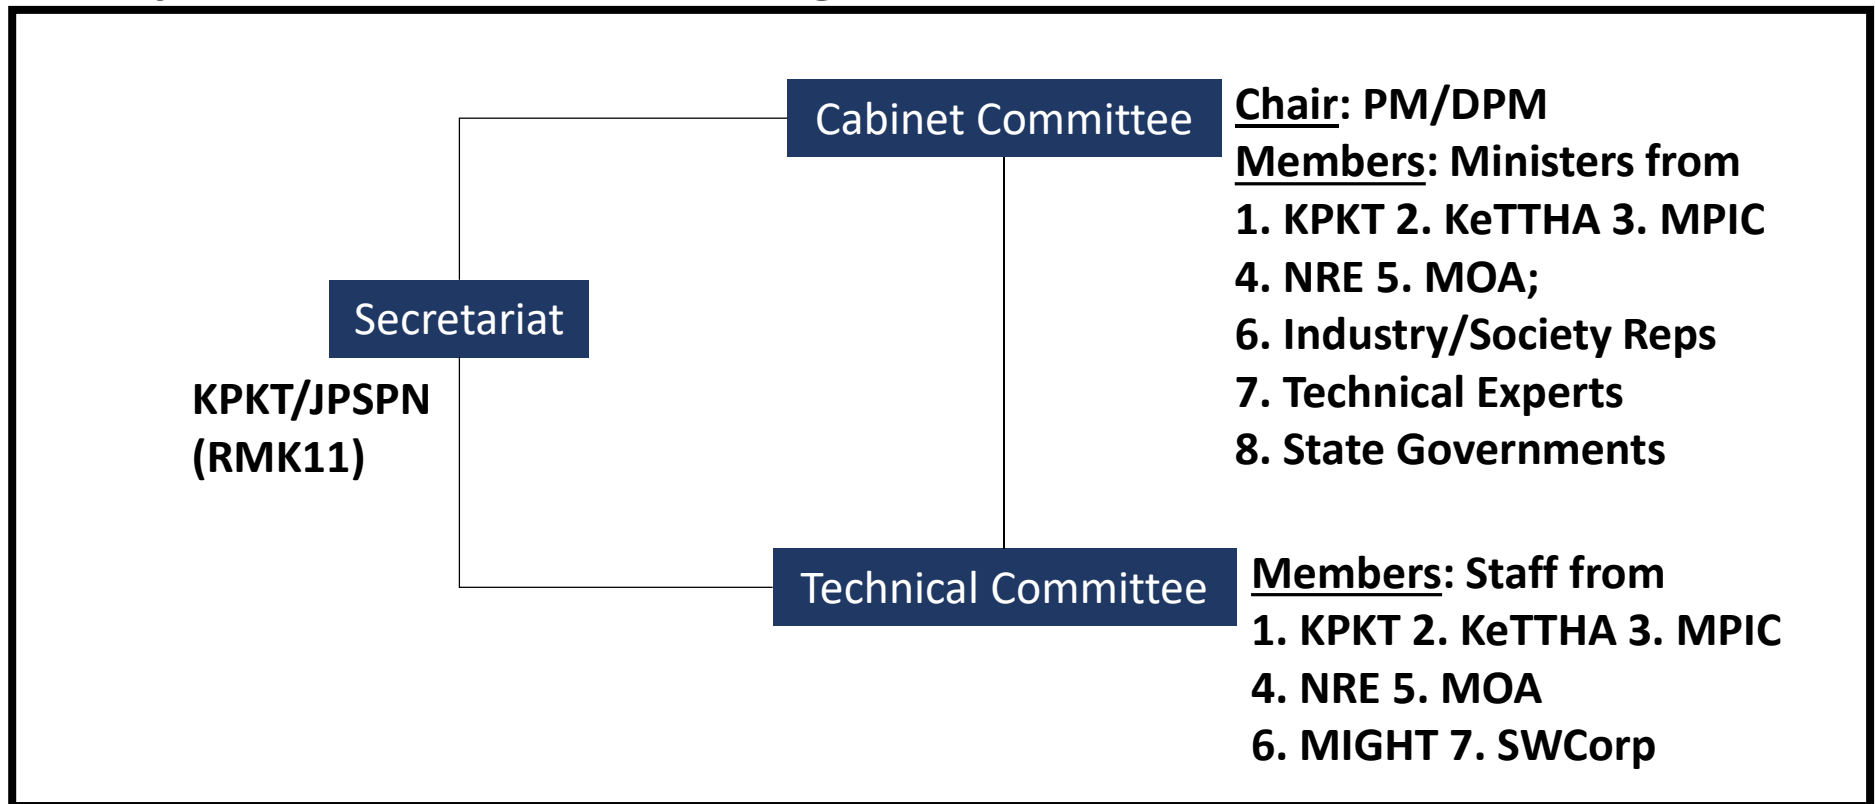 Cabinet Committee
Chair: PM/DPM
Members: Ministers from
1. KPKT 2. KeTTHA 3. MPIC
4. NRE 5. MOA;
6. Industry/Society Reps
7. Technical Experts
8. State Governments
Secretariat
KPKT/JPSPN
(RMK11)
Technical Committee
Members: Staff from
1. KPKT 2. KeTTHA 3. MPIC
4. NRE 5. MOA
6. MIGHT 7. SWCorp